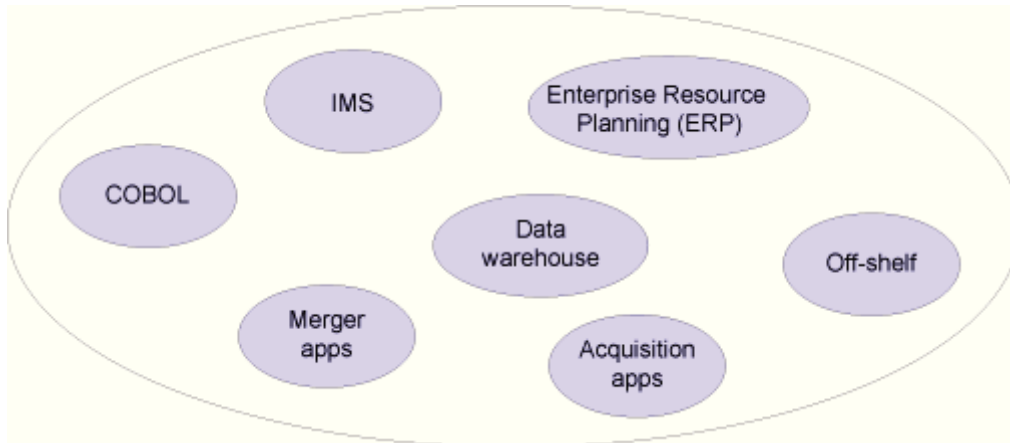 IMS
Enterprise Resource
Planning (ERP)
COBOL
Data
warehouse
Off-shelf
Merger
apps
Acquisition
apps